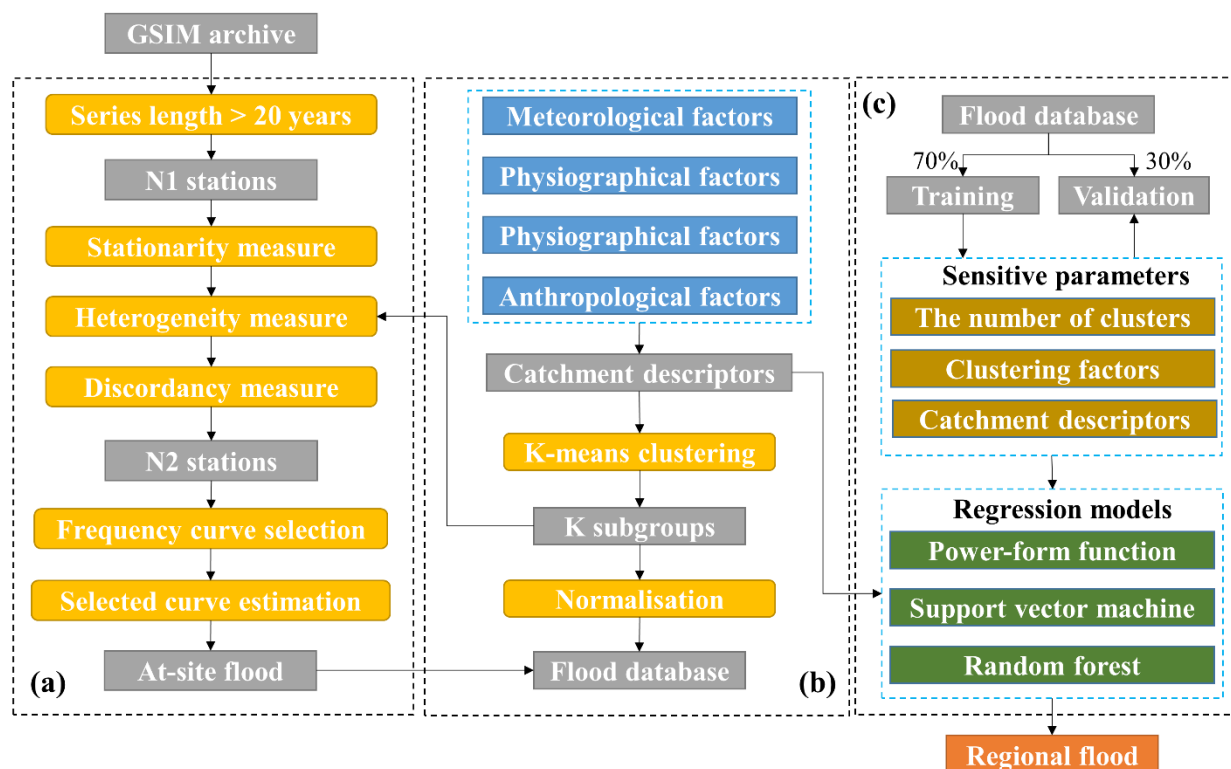 GSIM archive
Series length > 20 years
N1 stations
Stationarity measure
Heterogeneity measure
Discordancy measure
N2 stations
Frequency curve selection
Selected curve estimation
At-site flood
(a)
Meteorological factors
Physiographical factors
Physiographical factors
Anthropological factors
Catchment descriptors
K-means clustering
K subgroups
Normalisation
Flood database
(b)
(c)
Flood database
70%
30%
Training
Validation
Sensitive parameters
The number of clusters
Clustering factors
Catchment descriptors
Regression models
Power-form function
Support vector machine
Random forest
Regional flood